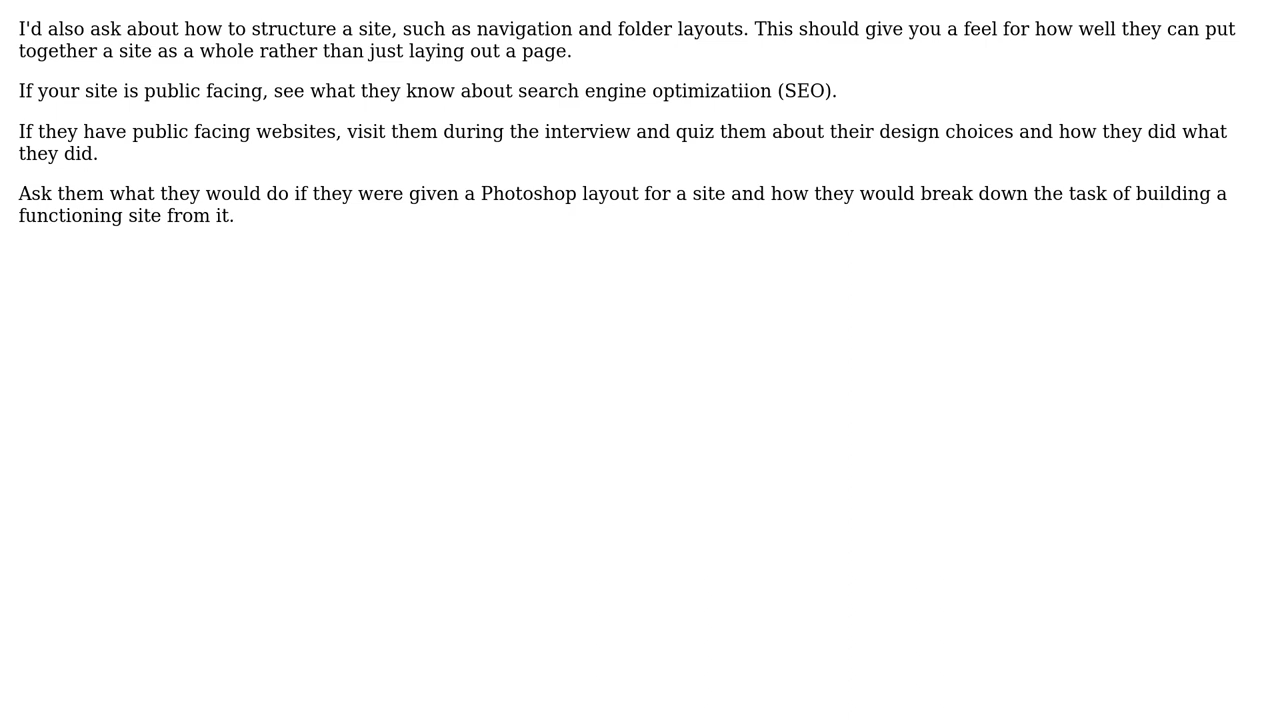 I'd also ask about how to structure a site, such as navigation and folder layouts. This should give you a feel for how well they can put
together a site as a whole rather than just laying out a page.
If your site is public facing, see what they know about search engine optimizatiion (SEO).
If they have public facing websites, visit them during the interview and quiz them about their design choices and how they did what
they did.
Ask them what they would do if they were given a Photoshop layout for a site and how they would break down the task of building a
functioning site from it.